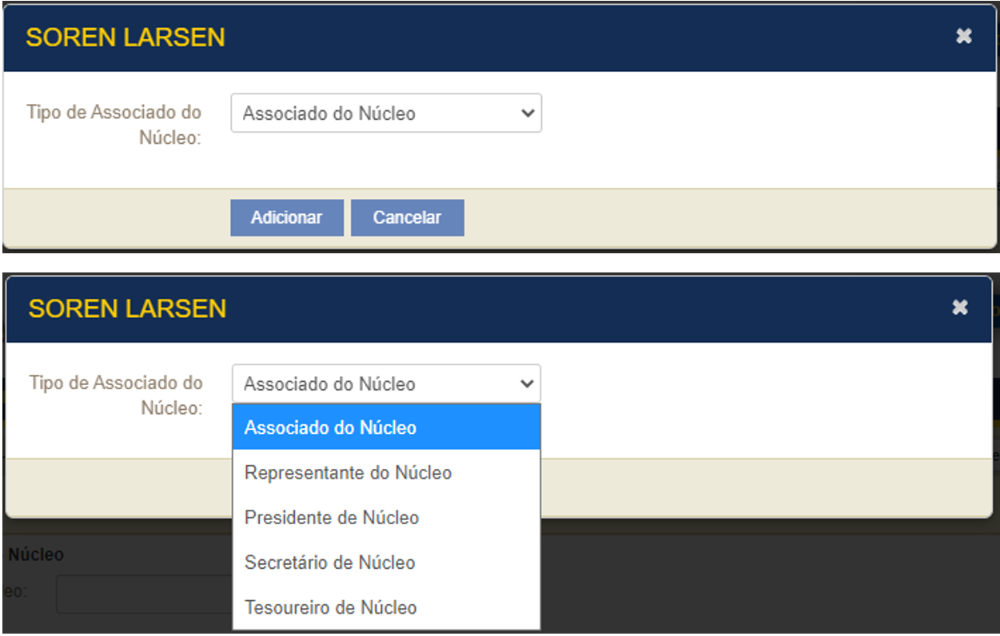 SOREN LARSEN
Tipo de Associado do
Núcleo:
Associado do Núcleo
Adicionar
Cancelar
SOREN LARSEN
Tipo de Associado do
Núcleo:
Associado do Núcleo
Associado do Núcleo
Representante do Núcleo
Presidente de Núcleo
Secretário de Núcleo
Tesoureiro de Núcleo
Núcleo
eo: